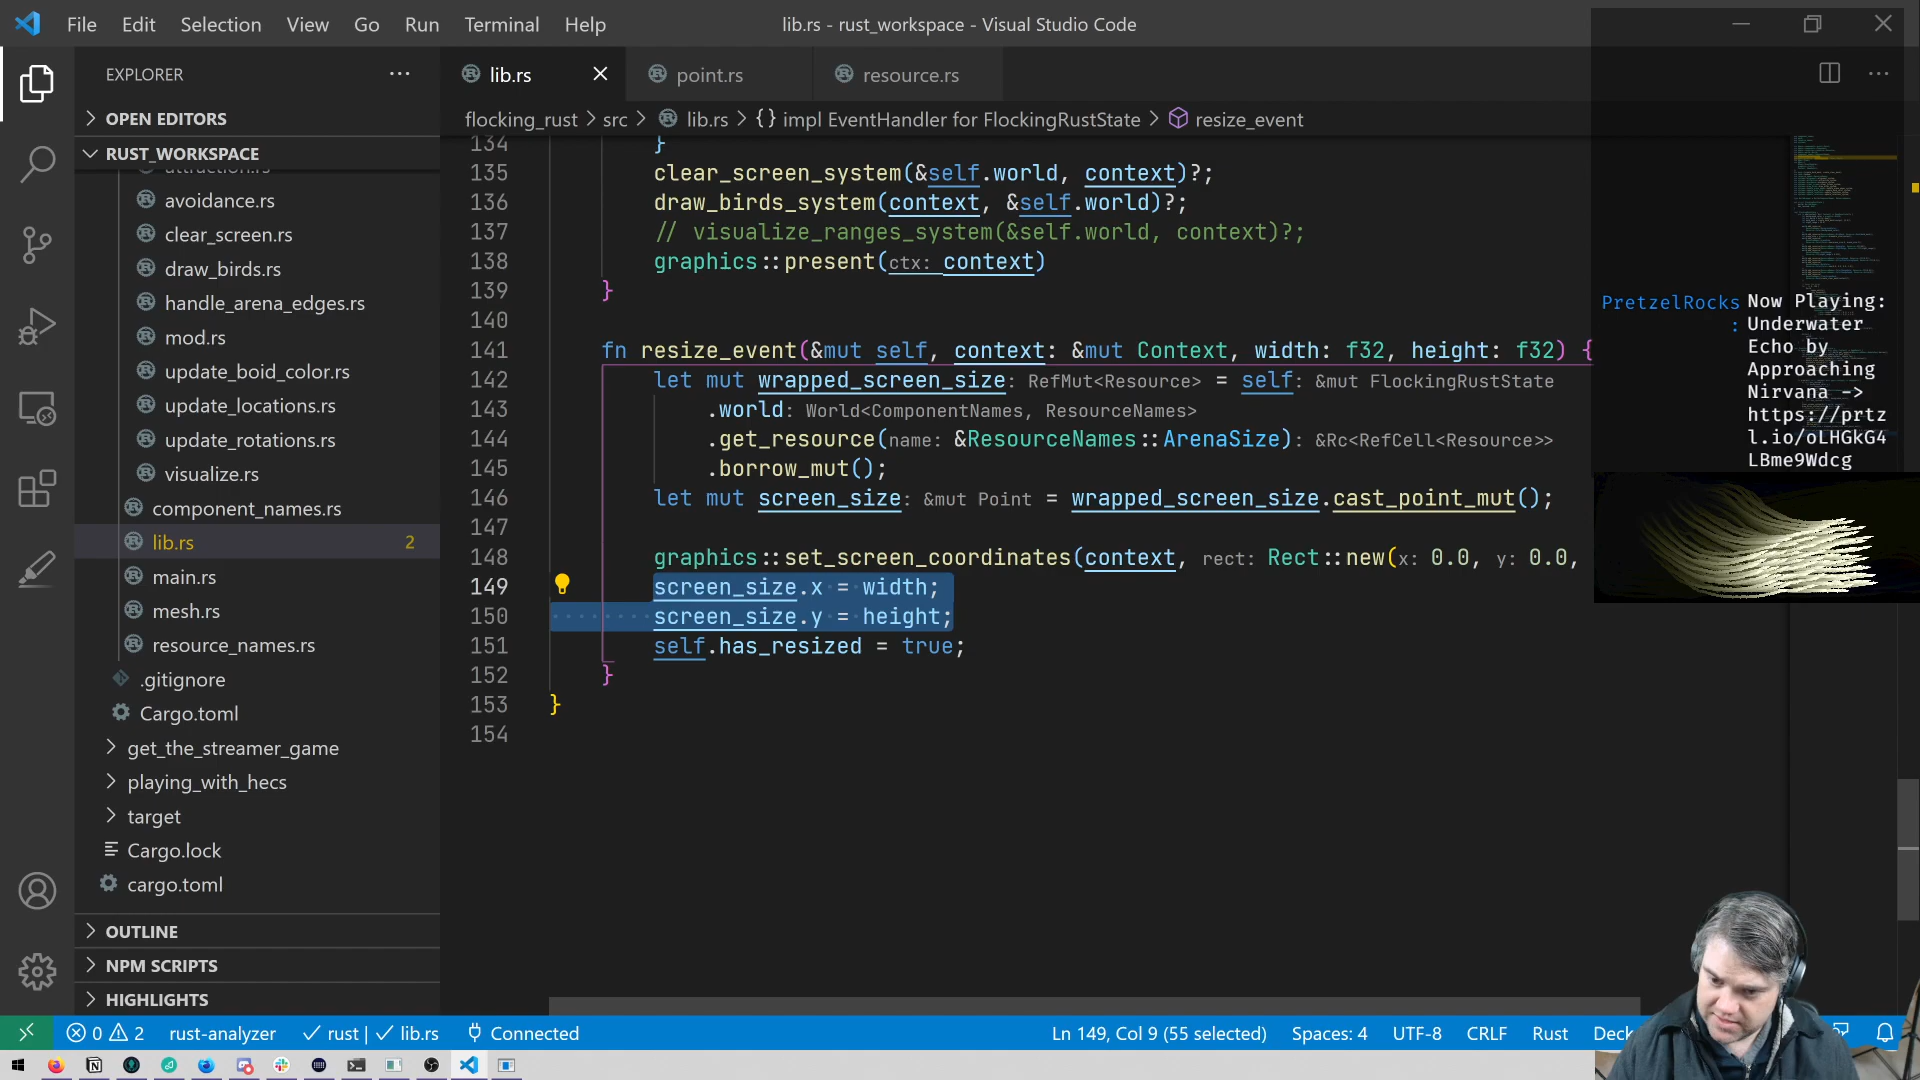 File Edit Selection View Go Run Terminal Help
lib.rs - rust_workspace - Visual Studio Code
EXPLORER
lib.rs
point.rs
resource.rs
OPEN EDITORS
flocking_rust > src > lib.rs > {} impl EventHandler for FlockingRustState > resize_event
RUST_WORKSPACE
attraction.rs
avoidance.rs
clear_screen.rs
draw_birds.rs
handle_arena_edges.rs
mod.rs
update_boid_color.rs
update_locations.rs
update_rotations.rs
visualize.rs
component_names.rs
lib.rs 2
main.rs
mesh.rs
resource_names.rs
.gitignore
Cargo.toml
get_the_streamer_game
playing_with_hecs
target
Cargo.lock
cargo.toml
OUTLINE
NPM SCRIPTS
HIGHLIGHTS
134 }
135 clear_screen_system(&self.world, context)?;
136 draw_birds_system(context, &self.world)?;
137 // visualize_ranges_system(&self.world, context)?;
138 graphics::present(ctx: context)
139 }
140
141 fn resize_event(&mut self, context: &mut Context, width: f32, height: f32) {
142 let mut wrapped_screen_size: RefMut<Resource> = self: &mut FlockingRustState
143 .world: World<ComponentNames, ResourceNames>
144 .get_resource(name: &ResourceNames::ArenaSize): &Rc<RefCell<Resource>>
145 .borrow_mut();
146 let mut screen_size: &mut Point = wrapped_screen_size.cast_point_mut();
147
148 graphics::set_screen_coordinates(context, rect: Rect::new(x: 0.0, y: 0.0,
149 screen_size.x = width;
150 screen_size.y = height;
151 self.has_resized = true;
152 }
153 }
154
PretzelRocks
: Now Playing:
Underwater
Echo by
Approaching
Nirvana ->
https://prtz
l.io/oLHGkG4
LBme9Wdcg
0 2 rust-analyzer rust | lib.rs Connected
Ln 149, Col 9 (55 selected) Spaces: 4 UTF-8 CRLF Rust